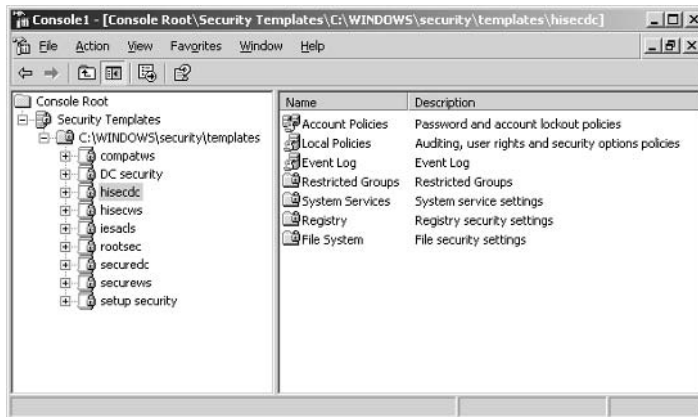 Console1 - [Console Root\Security Templates\C:\WINDOWS\security\templates\hisecdc]
File Action View Favorites Window Help
Console Root
Security Templates
C:\WINDOWS\security\templates
compatws
DC security
hisecdc
hisecws
iesacls
rootsec
securedc
securews
setup security
Name Description
Account Policies Password and account lockout policies
Local Policies Auditing, user rights and security options policies
Event Log Event Log
Restricted Groups Restricted Groups
System Services System service settings
Registry Registry security settings
File System File security settings